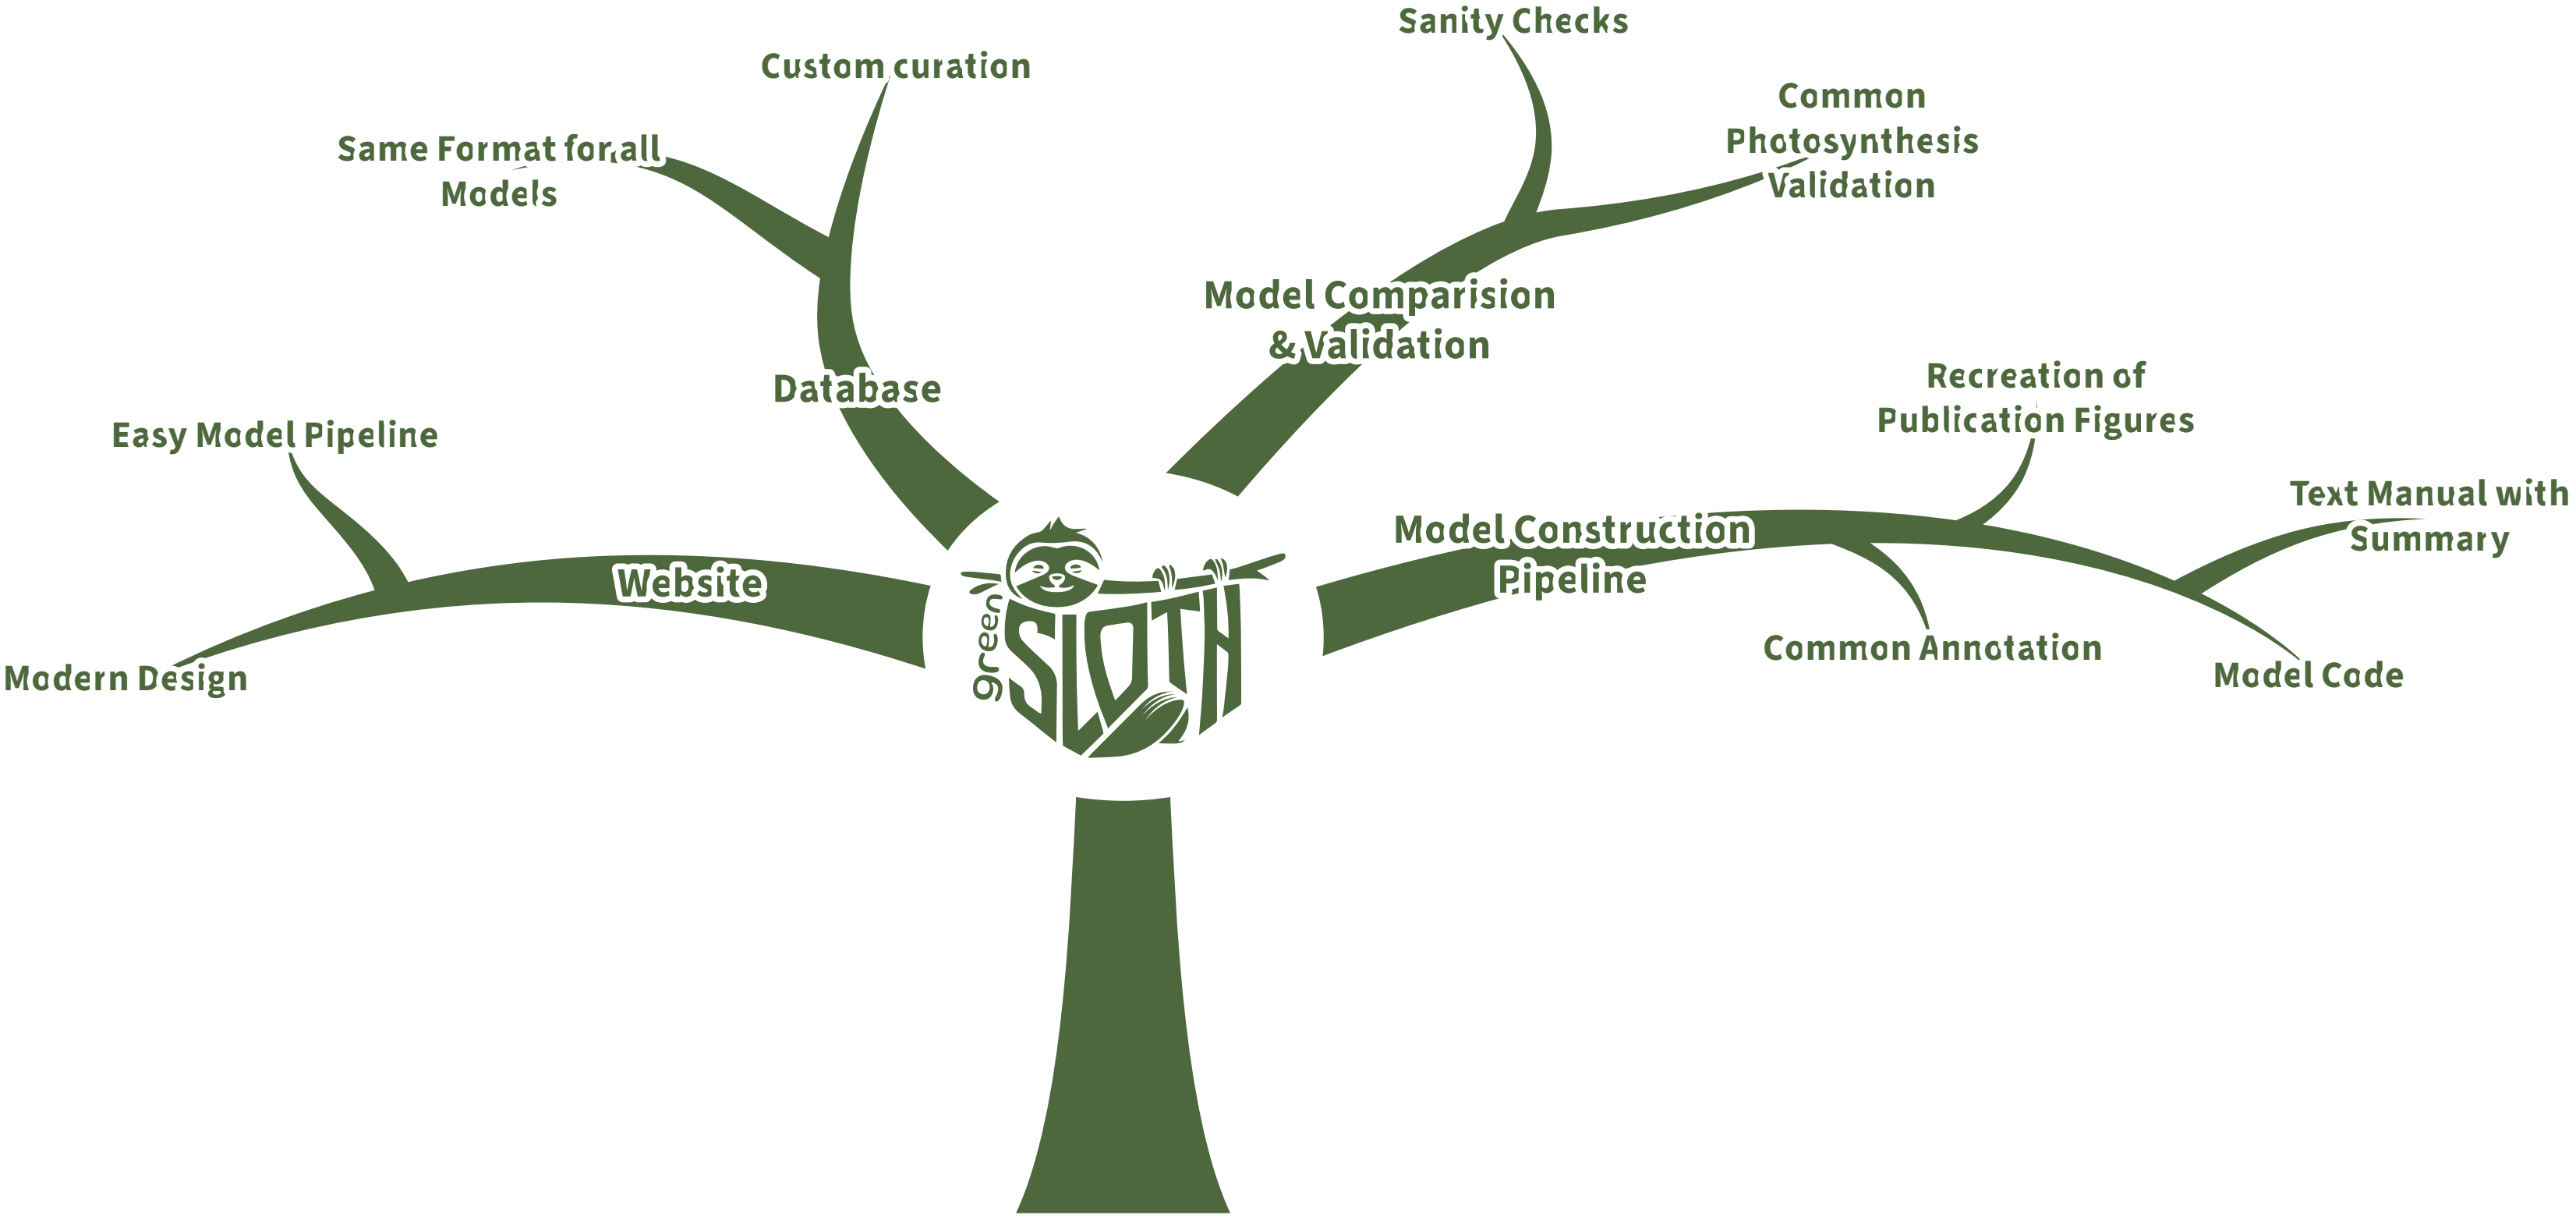 Sanity Checks
Custom curation
Common
Photosynthesis
Validation
Same Format for all
Models
Model Comparision
& Validation
Database
Recreation of
Publication Figures
Easy Model Pipeline
Text Manual with
Summary
Model Construction
Pipeline
Website
green
SLOTH
Common Annotation
Modern Design
Model Code